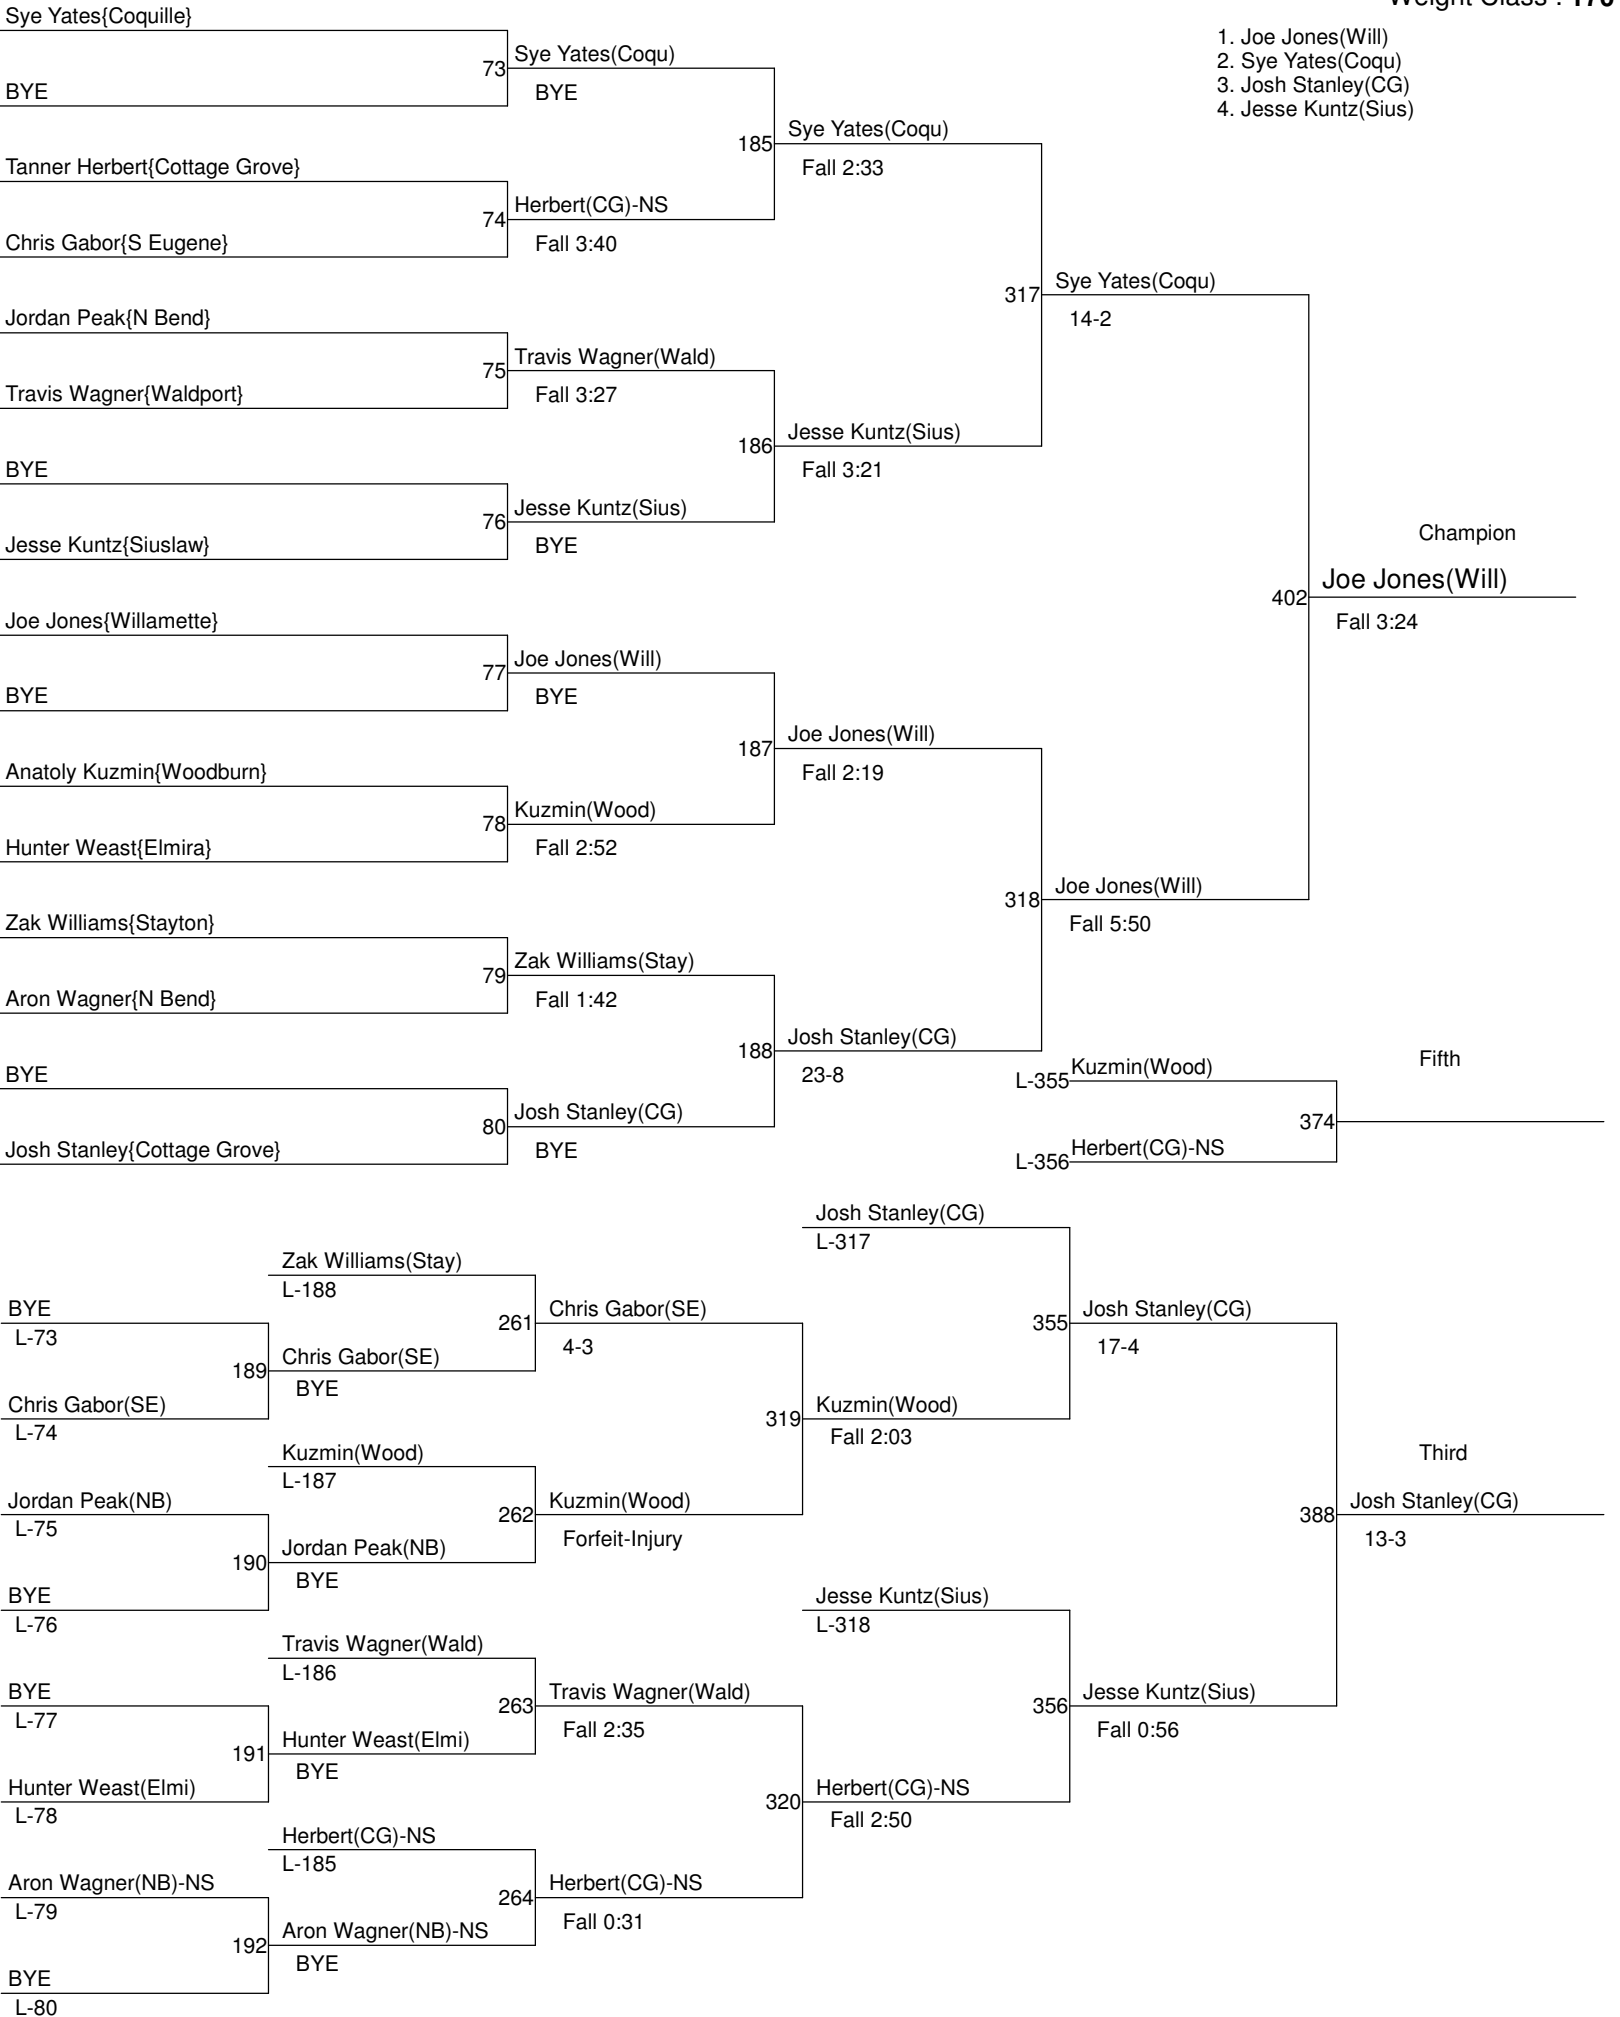 Sye Yates{Coquille}
BYE
Tanner Herbert{Cottage Grove}
Chris Gabor{S Eugene}
Jordan Peak{N Bend}
Travis Wagner{Waldport}
BYE
Jesse Kuntz{Siuslaw}
Joe Jones{Willamette}
BYE
Anatoly Kuzmin{Woodburn}
Hunter Weast{Elmira}
Zak Williams{Stayton}
Aron Wagner{N Bend}
BYE
Josh Stanley{Cottage Grove}
73 Sye Yates(Coqu)
BYE
74 Herbert(CG)-NS
Fall 3:40
75 Travis Wagner(Wald)
Fall 3:27
76 Jesse Kuntz(Sius)
BYE
77 Joe Jones(Will)
BYE
78 Kuzmin(Wood)
Fall 2:52
79 Zak Williams(Stay)
Fall 1:42
80 Josh Stanley(CG)
BYE
185 Sye Yates(Coqu)
Fall 2:33
186 Jesse Kuntz(Sius)
Fall 3:21
187 Joe Jones(Will)
Fall 2:19
188 Josh Stanley(CG)
23-8
317 Sye Yates(Coqu)
14-2
318 Joe Jones(Will)
Fall 5:50
Weight Class :
1. Joe Jones(Will)
2. Sye Yates(Coqu)
3. Josh Stanley(CG)
4. Jesse Kuntz(Sius)
Champion
402 Joe Jones(Will)
Fall 3:24
Fifth
L-355 Kuzmin(Wood)
374
L-356 Herbert(CG)-NS
BYE
L-73
Chris Gabor(SE)
L-74
Jordan Peak(NB)
L-75
BYE
L-76
BYE
L-77
Hunter Weast(Elmi)
L-78
Aron Wagner(NB)-NS
L-79
BYE
L-80
Zak Williams(Stay)
L-188
189 Chris Gabor(SE)
BYE
Kuzmin(Wood)
L-187
190 Jordan Peak(NB)
BYE
Travis Wagner(Wald)
L-186
191 Hunter Weast(Elmi)
BYE
Herbert(CG)-NS
L-185
192 Aron Wagner(NB)-NS
BYE
261 Chris Gabor(SE)
4-3
262 Kuzmin(Wood)
Forfeit-Injury
263 Travis Wagner(Wald)
Fall 2:35
264 Herbert(CG)-NS
Fall 0:31
Josh Stanley(CG)
L-317
319 Kuzmin(Wood)
Fall 2:03
Jesse Kuntz(Sius)
L-318
320 Herbert(CG)-NS
Fall 2:50
355 Josh Stanley(CG)
17-4
356 Jesse Kuntz(Sius)
Fall 0:56
Third
388 Josh Stanley(CG)
13-3